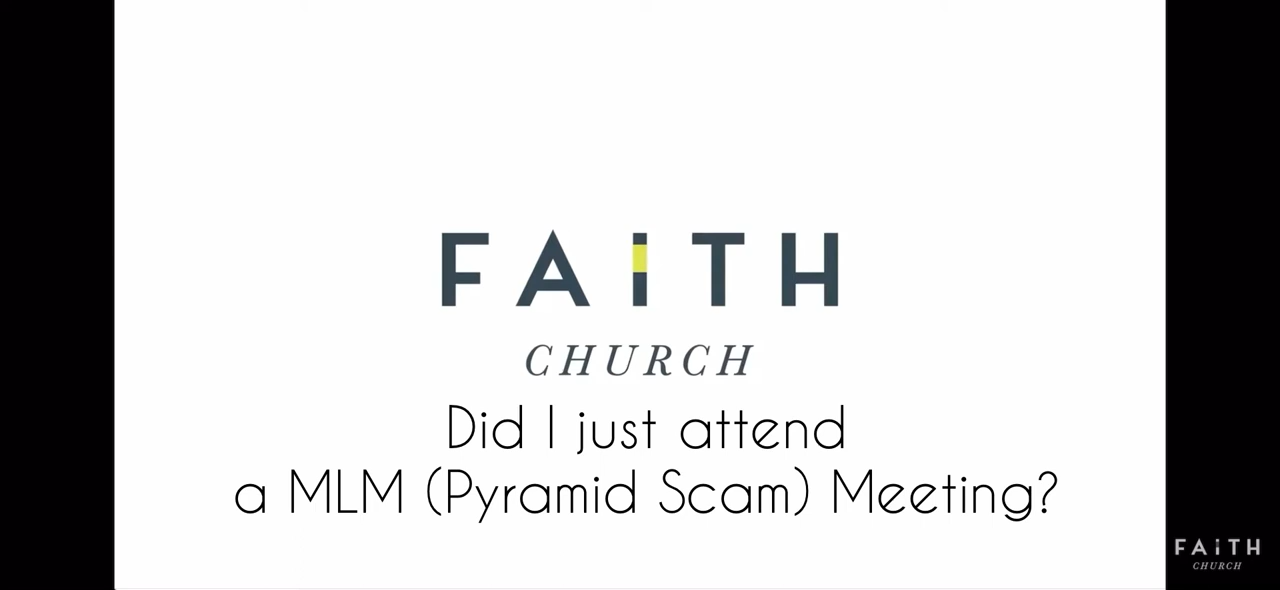 FAiTH
CHURCH
Did I just attend
a MLM (Pyramid Scam) Meeting?
FAiTH
CHURCH